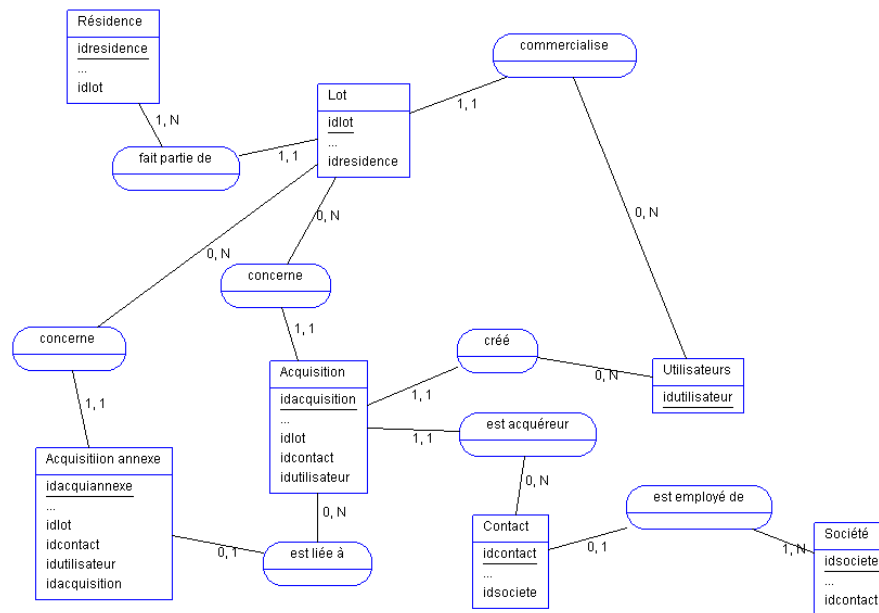 Résidence
idresidence
...
idlot
commercialise
1, N
fait partie de
1, 1
Lot
idlot
...
idresidence
1, 1
0, N
0, N
0, N
concerne
concerne
1, 1
1, 1
créé
Acquisition
idacquisition
...
idlot
idcontact
idutilisateur
1, 1
0, N
Utilisateurs
idutilisateur
1, 1
est acquéreur
Acquisitiion annexe
idacquiannexe
...
idlot
idcontact
idutilisateur
idacquisition
0, N
0, 1
est liée à
0, N
Contact
idcontact
...
idsociete
est employé de
0, 1
1, N
Société
idsociete
...
idcontact